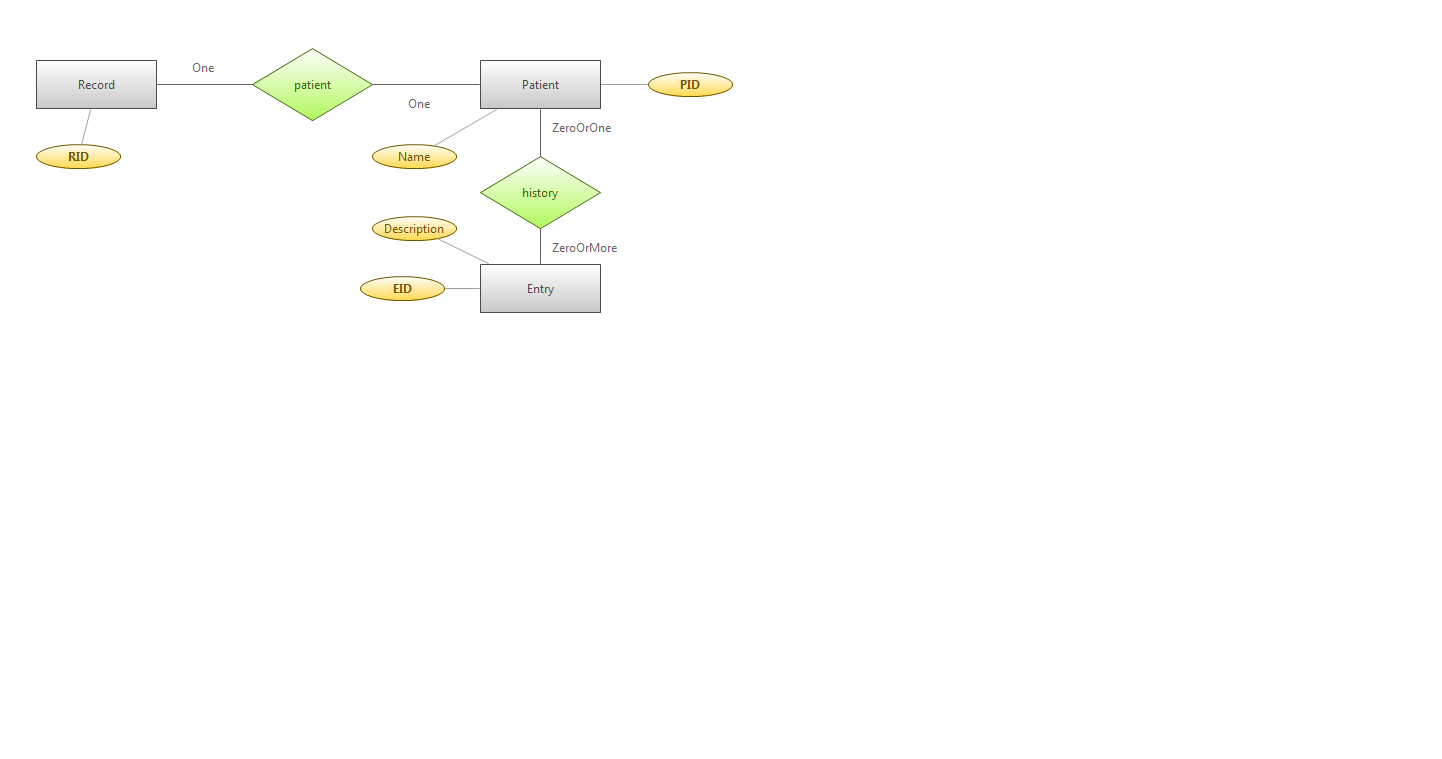 One
Record
patient
Patient
PID
One
ZeroOrOne
RID
Name
history
Description
ZeroOrMore
EID
Entry